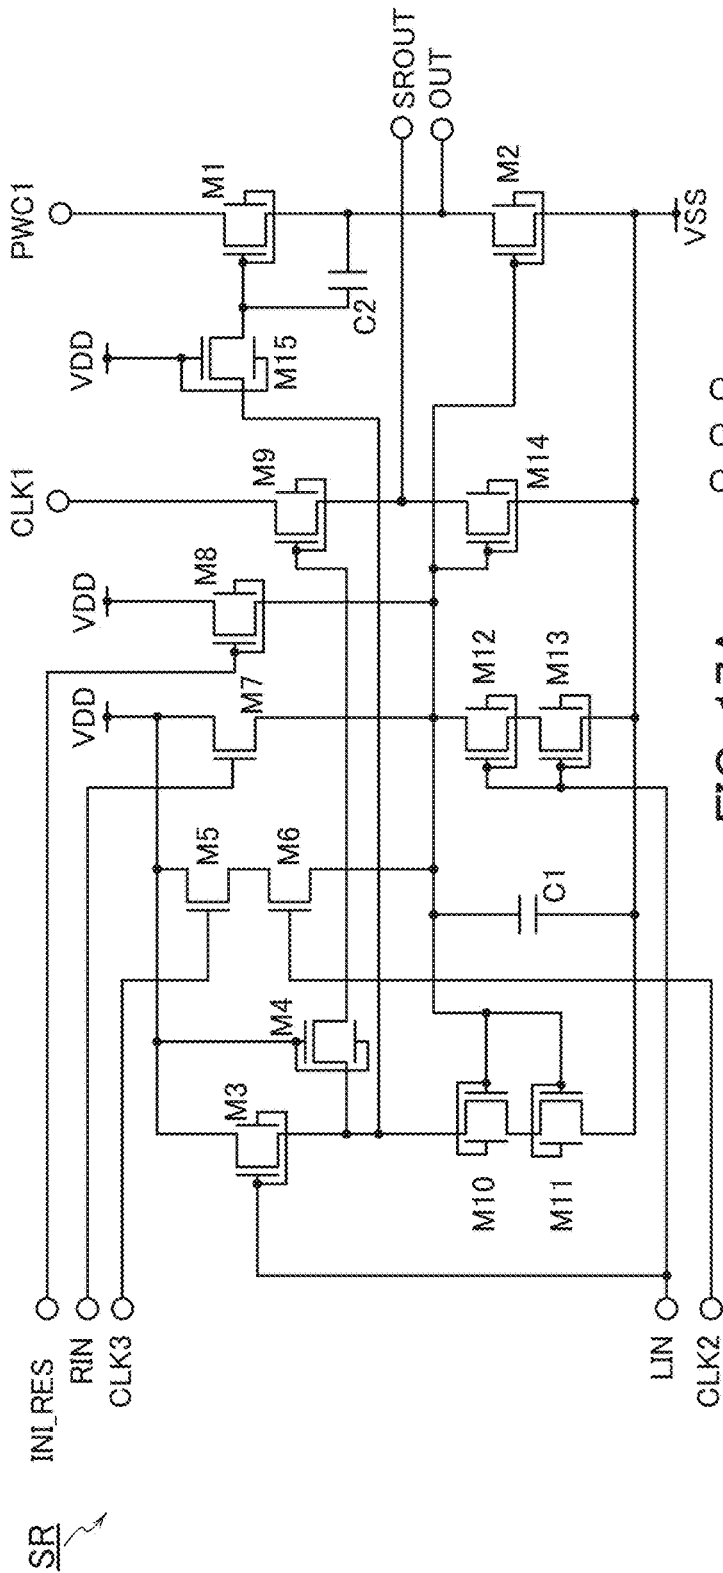 SR
INI_RES
RIN
CLK3
LIN
CLK2
M3
M4
M10
M11
M5
M6
C1
VDD
M7
M12
M13
VDD
M8
CLK1
M9
M14
VDD
M15
C2
PWC1
M1
M2
SROUT
OUT
VSS